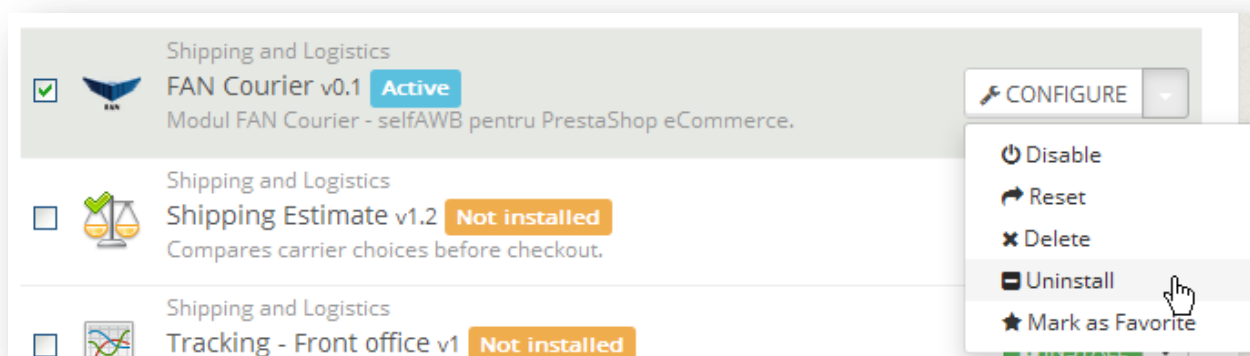 Shipping and Logistics
FAN Courier v0.1 Active
Modul FAN Courier - selfAWB pentru PrestaShop eCommerce.
FAN
CONFIGURE
Disable
Reset
Delete
Uninstall
Mark as Favorite
Shipping and Logistics
Shipping Estimate v1.2 Not installed
Compares carrier choices before checkout.
Shipping and Logistics
Tracking - Front office v1 Not installed